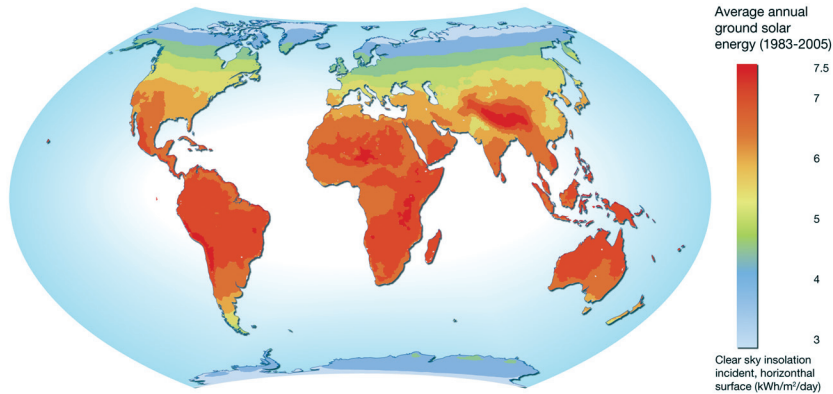 Average annual
ground solar
energy (1983-2005)
7.5
7
6
5
4
3
Clear sky insolation
incident, horizonthal
surface (kWh/m²/day)